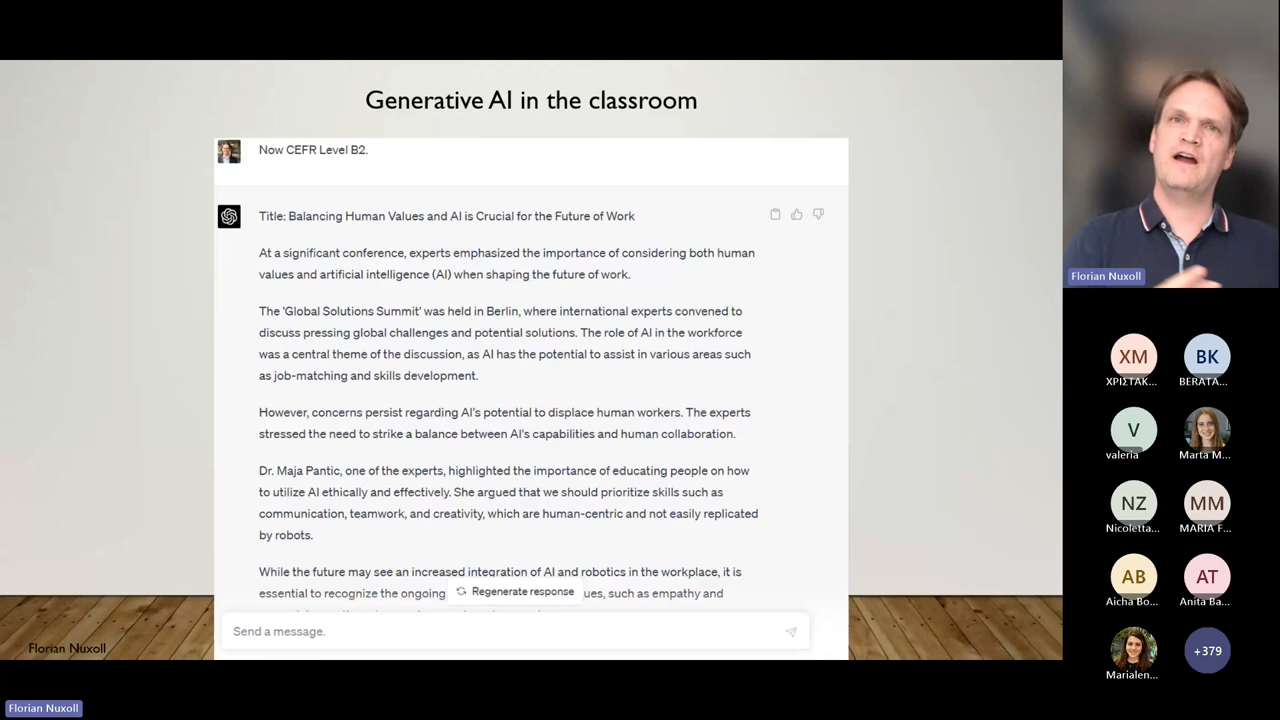 Generative AI in the classroom
Now CEFR Level B2.
Title: Balancing Human Values and AI is Crucial for the Future of Work
At a significant conference, experts emphasized the importance of considering both human
values and artificial intelligence (AI) when shaping the future of work.
The 'Global Solutions Summit' was held in Berlin, where international experts convened to
discuss pressing global challenges and potential solutions. The role of AI in the workforce
was a central theme of the discussion, as AI has the potential to assist in various areas such
as job-matching and skills development.
However, concerns persist regarding AI's potential to displace human workers. The experts
stressed the need to strike a balance between AI's capabilities and human collaboration.
Dr. Maja Pantic, one of the experts, highlighted the importance of educating people on how
to utilize AI ethically and effectively. She argued that we should prioritize skills such as
communication, teamwork, and creativity, which are human-centric and not easily replicated
by robots.
While the future may see an increased integration of AI and robotics in the workplace, it is
essential to recognize the ongoing
ues, such as empathy and
Regenerate response
Send a message.
Florian Nuxoll
Florian Nuxoll
Florian Nuxoll
XM
ΧΡΙΣΤΑΚ...
BK
BERATA...
V
valeria
Marta M...
NZ
Nicoletta...
MM
MARIA F...
AB
Aicha Bo...
AT
Anita Ba...
Marialen...
+379